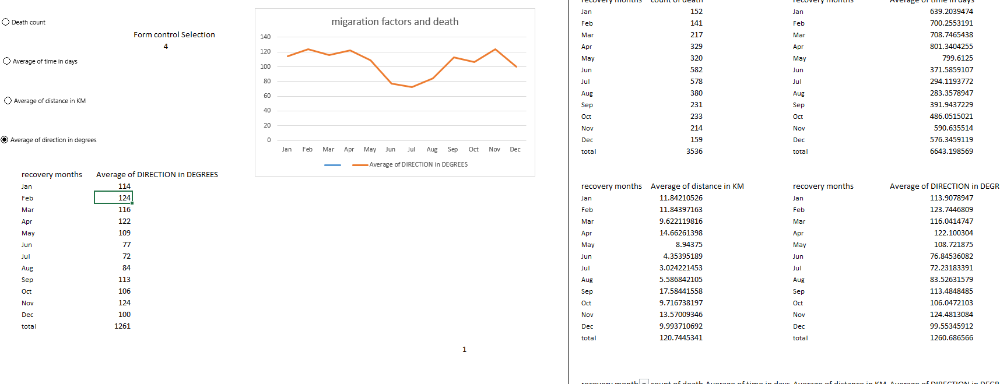 Death count
Form control Selection
4
Average of time in days
Average of distance in KM
Average of direction in degrees
migaration factors and death
140
120
100
80
60
40
20
0
Jan Feb Mar Apr May Jun Jul Aug Sep Oct Nov Dec
Average of DIRECTION in DEGREES
recovery months Average of DIRECTION in DEGREES
Jan 114
Feb 124
Mar 116
Apr 122
May 109
Jun 77
Jul 72
Aug 84
Sep 113
Oct 106
Nov 124
Dec 100
total 1261
1
recovery months count of death
Jan 152
Feb 141
Mar 217
Apr 329
May 320
Jun 582
Jul 578
Aug 380
Sep 231
Oct 233
Nov 214
Dec 159
total 3536
recovery months Average of time in days
Jan 639.2039474
Feb 700.2553191
Mar 708.7465438
Apr 801.3404255
May 799.6125
Jun 371.5859107
Jul 294.1193772
Aug 283.3578947
Sep 391.9437229
Oct 486.0515021
Nov 590.635514
Dec 576.3459119
total 6643.198569
recovery months Average of distance in KM
Jan 11.84210526
Feb 11.84397163
Mar 9.622119816
Apr 14.66261398
May 8.94375
Jun 4.35395189
Jul 3.024221453
Aug 5.586842105
Sep 17.58441558
Oct 9.716738197
Nov 13.57009346
Dec 9.993710692
total 120.7445341
recovery months Average of DIRECTION in DEGR
Jan 113.9078947
Feb 123.7446809
Mar 116.0414747
Apr 122.100304
May 108.721875
Jun 76.84536082
Jul 72.23183391
Aug 83.52631579
Sep 113.4848485
Oct 106.0472103
Nov 124.4813084
Dec 99.55345912
total 1260.686566
recovery month count of death Average of time in days Average of distance in KM Average of DIRECTION in DEGR